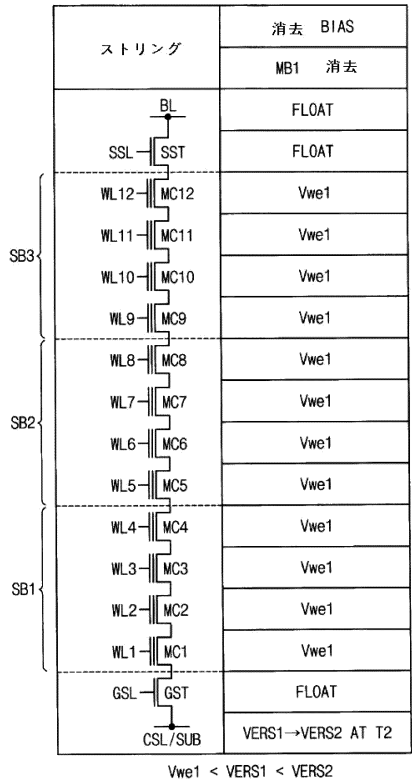 ストリング
消去 BIAS
MB1 消去
BL
FLOAT
SSL SST FLOAT
SB3
WL12 MC12 Vwe1
WL11 MC11 Vwe1
WL10 MC10 Vwe1
WL9 MC9 Vwe1
SB2
WL8 MC8 Vwe1
WL7 MC7 Vwe1
WL6 MC6 Vwe1
WL5 MC5 Vwe1
SB1
WL4 MC4 Vwe1
WL3 MC3 Vwe1
WL2 MC2 Vwe1
WL1 MC1 Vwe1
GSL GST FLOAT
CSL/SUB VERS1→VERS2 AT T2
Vwe1 < VERS1 < VERS2